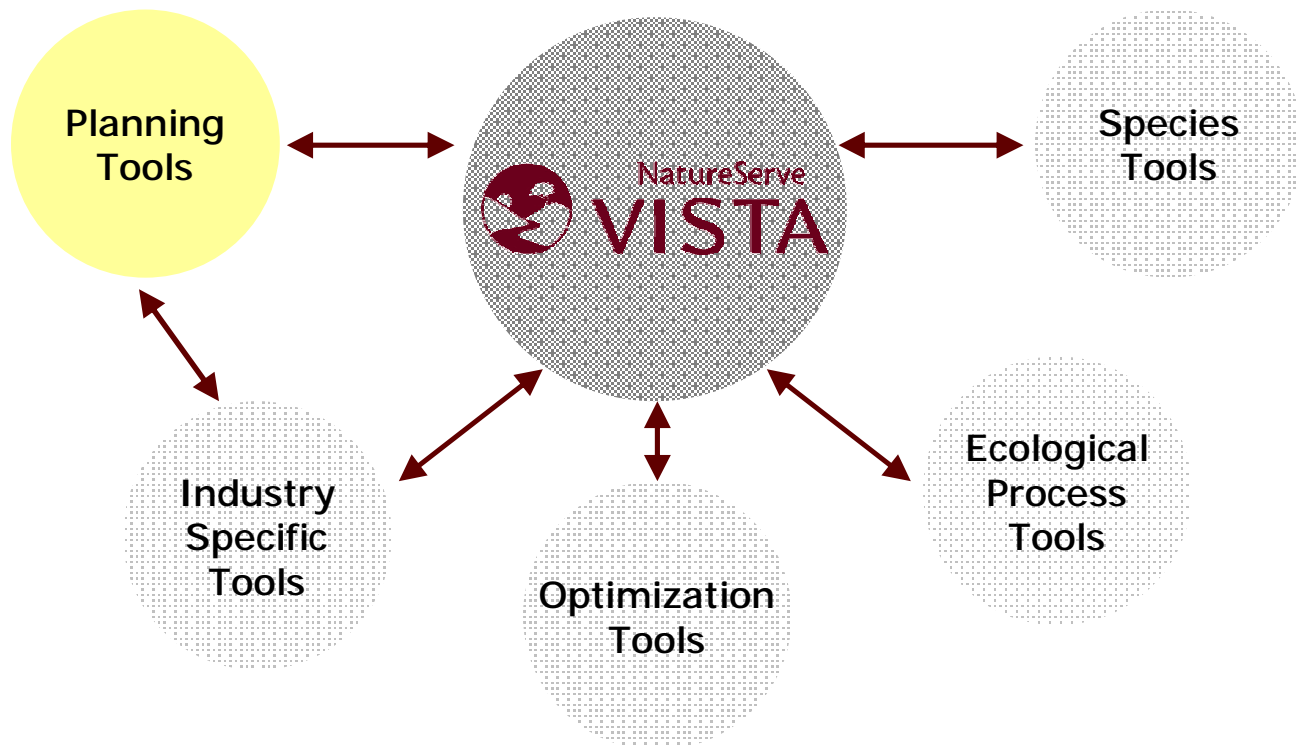 Planning
Tools
NatureServe
VISTA
Species
Tools
Industry
Specific
Tools
Optimization
Tools
Ecological
Process
Tools